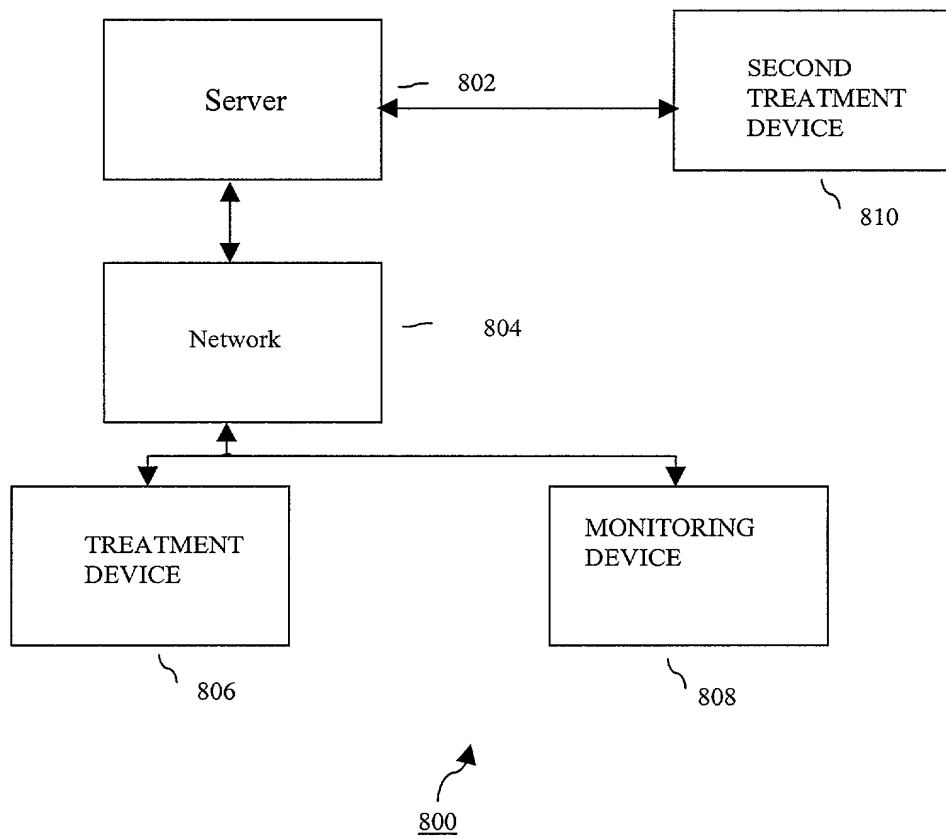 Server
802
SECOND
TREATMENT
DEVICE
810
Network
804
TREATMENT
DEVICE
806
MONITORING
DEVICE
808
800